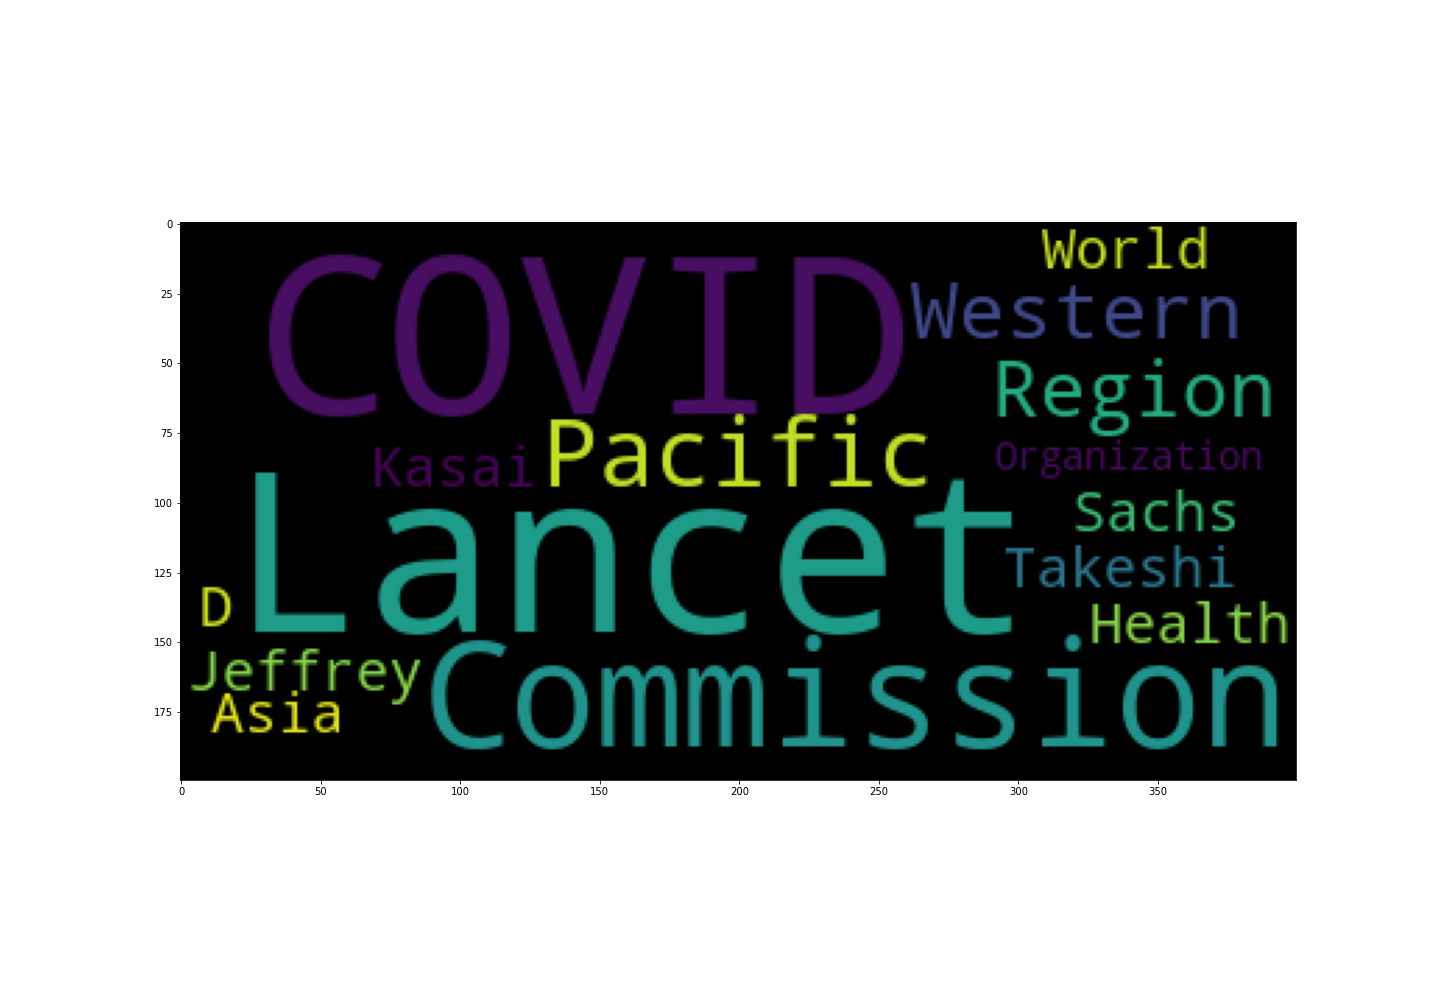 0
World
COVID
Western
25
50
Region
75
Pacific
Kasai
Organization
Lancet
100
Sachs
125
Takeshi
D
Health
150
Commission
Jeffrey
Asia
175
0 50 100 150 200 250 300 350